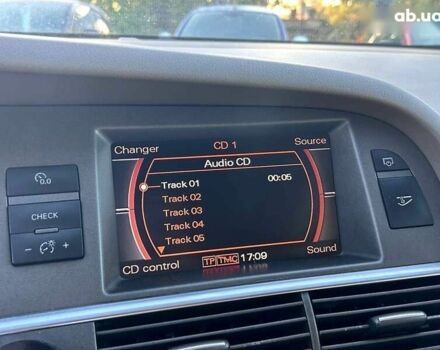 ab.ua
Changer
CD 1
Source
Audio CD
Track 01 00:05
Track 02
Track 03
Track 04
Track 05
CD control
TP TMC 17:09
Sound
0.0
CHECK
- +